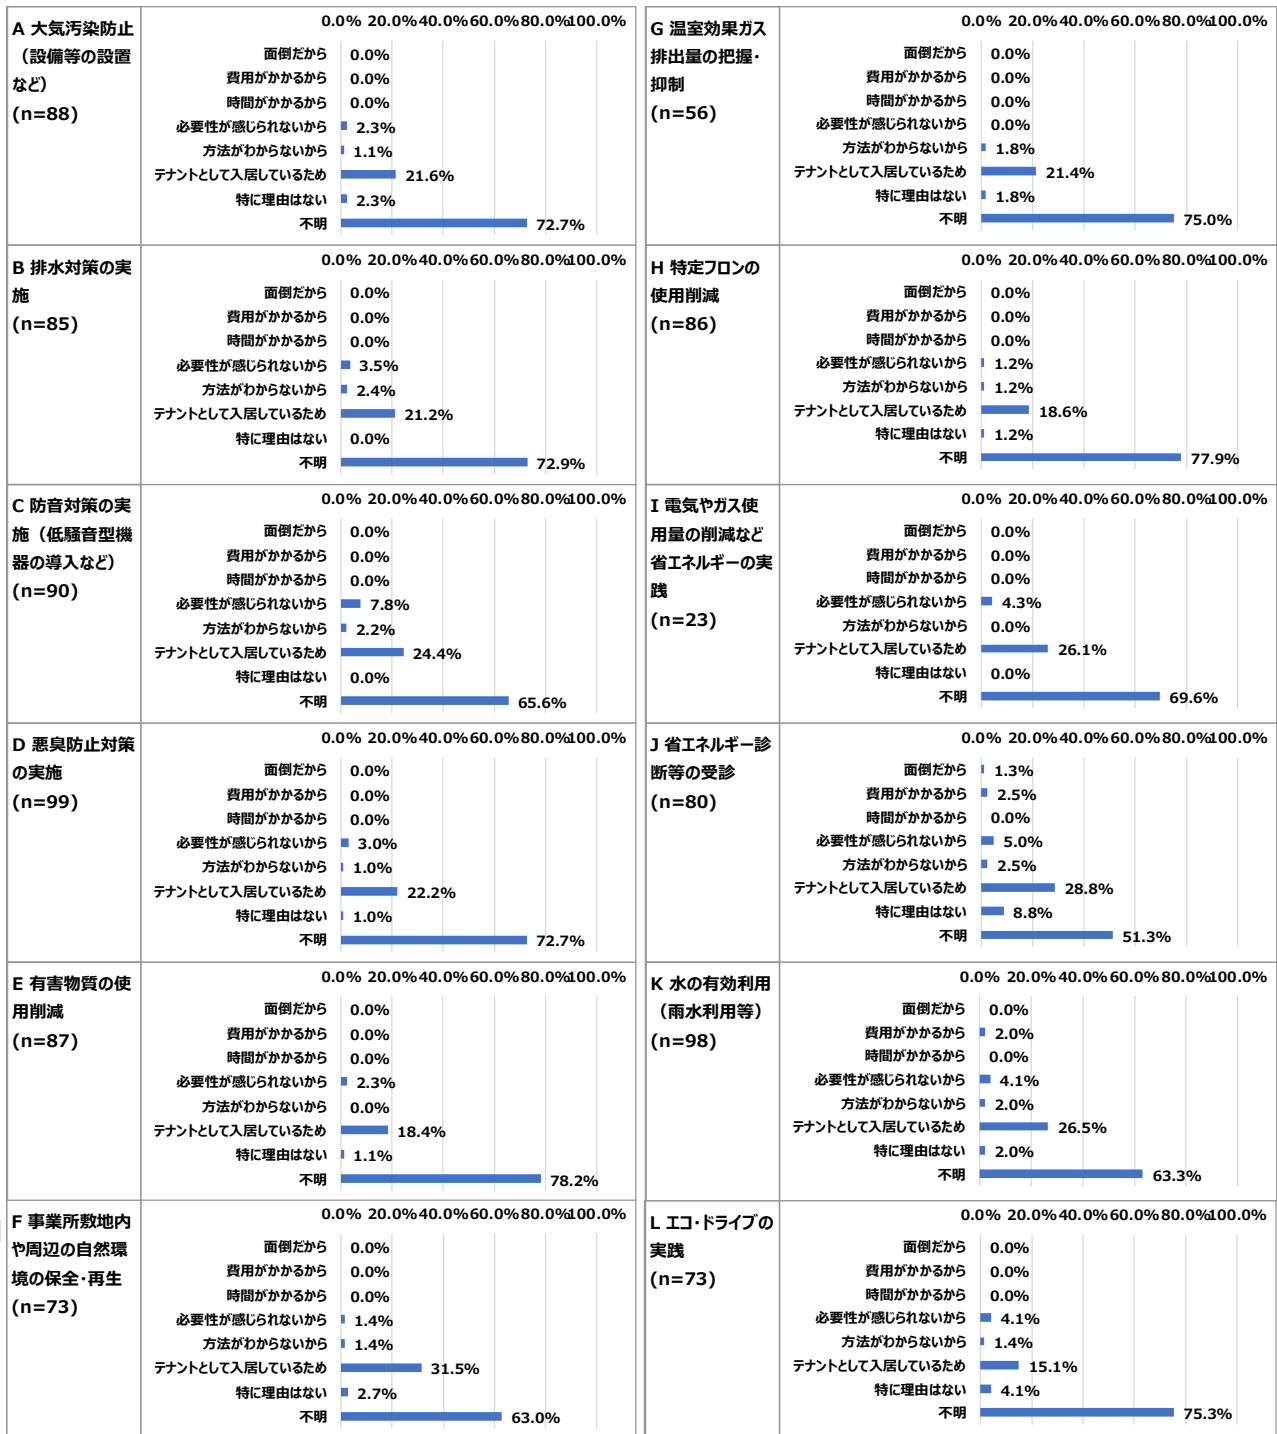 A 大気汚染防止
（設備等の設置
など）
(n=88)
0.0% 20.0% 40.0% 60.0% 80.0% 100.0%
面倒だから 0.0%
費用がかかるから 0.0%
時間がかかるから 0.0%
必要性が感じられないから 2.3%
方法がわからないから 1.1%
テナントとして入居しているため 21.6%
特に理由はない 2.3%
不明 72.7%
B 排水対策の実
施
(n=85)
0.0% 20.0% 40.0% 60.0% 80.0% 100.0%
面倒だから 0.0%
費用がかかるから 0.0%
時間がかかるから 0.0%
必要性が感じられないから 3.5%
方法がわからないから 2.4%
テナントとして入居しているため 21.2%
特に理由はない 0.0%
不明 72.9%
C 防音対策の実
施（低騒音型機
器の導入など）
(n=90)
0.0% 20.0% 40.0% 60.0% 80.0% 100.0%
面倒だから 0.0%
費用がかかるから 0.0%
時間がかかるから 0.0%
必要性が感じられないから 7.8%
方法がわからないから 2.2%
テナントとして入居しているため 24.4%
特に理由はない 0.0%
不明 65.6%
D 悪臭防止対策
の実施
(n=99)
0.0% 20.0% 40.0% 60.0% 80.0% 100.0%
面倒だから 0.0%
費用がかかるから 0.0%
時間がかかるから 0.0%
必要性が感じられないから 3.0%
方法がわからないから 1.0%
テナントとして入居しているため 22.2%
特に理由はない 1.0%
不明 72.7%
E 有害物質の使
用削減
(n=87)
0.0% 20.0% 40.0% 60.0% 80.0% 100.0%
面倒だから 0.0%
費用がかかるから 0.0%
時間がかかるから 0.0%
必要性が感じられないから 2.3%
方法がわからないから 0.0%
テナントとして入居しているため 18.4%
特に理由はない 1.1%
不明 78.2%
F 事業所敷地内
や周辺の自然環
境の保全・再生
(n=73)
0.0% 20.0% 40.0% 60.0% 80.0% 100.0%
面倒だから 0.0%
費用がかかるから 0.0%
時間がかかるから 0.0%
必要性が感じられないから 1.4%
方法がわからないから 1.4%
テナントとして入居しているため 31.5%
特に理由はない 2.7%
不明 63.0%
G 温室効果ガス
排出量の把握・
抑制
(n=56)
0.0% 20.0% 40.0% 60.0% 80.0% 100.0%
面倒だから 0.0%
費用がかかるから 0.0%
時間がかかるから 0.0%
必要性が感じられないから 0.0%
方法がわからないから 1.8%
テナントとして入居しているため 21.4%
特に理由はない 1.8%
不明 75.0%
H 特定フロンの
使用削減
(n=86)
0.0% 20.0% 40.0% 60.0% 80.0% 100.0%
面倒だから 0.0%
費用がかかるから 0.0%
時間がかかるから 0.0%
必要性が感じられないから 1.2%
方法がわからないから 1.2%
テナントとして入居しているため 18.6%
特に理由はない 1.2%
不明 77.9%
I 電気やガス使
用量の削減など
省エネルギーの実
践
(n=23)
0.0% 20.0% 40.0% 60.0% 80.0% 100.0%
面倒だから 0.0%
費用がかかるから 0.0%
時間がかかるから 0.0%
必要性が感じられないから 4.3%
方法がわからないから 0.0%
テナントとして入居しているため 26.1%
特に理由はない 0.0%
不明 69.6%
J 省エネルギー診
断等の受診
(n=80)
0.0% 20.0% 40.0% 60.0% 80.0% 100.0%
面倒だから 1.3%
費用がかかるから 2.5%
時間がかかるから 0.0%
必要性が感じられないから 5.0%
方法がわからないから 2.5%
テナントとして入居しているため 28.8%
特に理由はない 8.8%
不明 51.3%
K 水の有効利用
（雨水利用等）
(n=98)
0.0% 20.0% 40.0% 60.0% 80.0% 100.0%
面倒だから 0.0%
費用がかかるから 2.0%
時間がかかるから 0.0%
必要性が感じられないから 4.1%
方法がわからないから 2.0%
テナントとして入居しているため 26.5%
特に理由はない 2.0%
不明 63.3%
L エコ・ドライブの
実践
(n=73)
0.0% 20.0% 40.0% 60.0% 80.0% 100.0%
面倒だから 0.0%
費用がかかるから 0.0%
時間がかかるから 0.0%
必要性が感じられないから 4.1%
方法がわからないから 1.4%
テナントとして入居しているため 15.1%
特に理由はない 4.1%
不明 75.3%